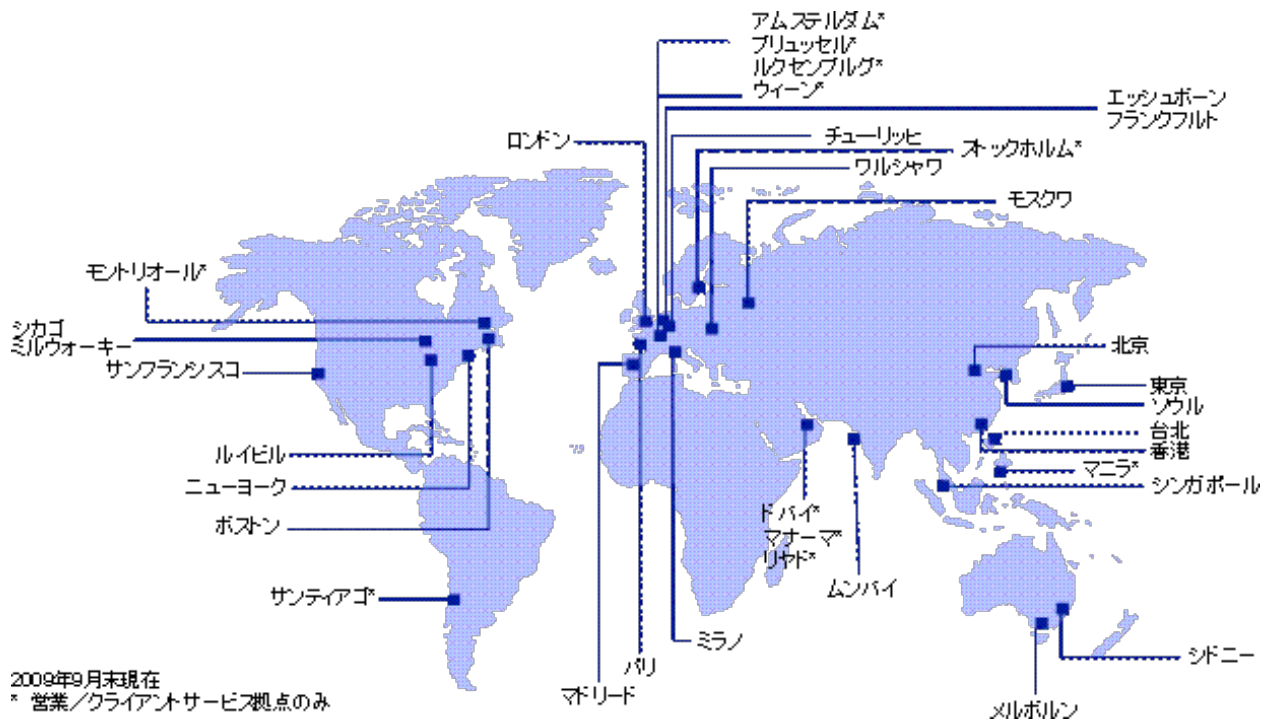 アムステルダム*
ブリュッセル*
ルクセンブルグ*
ウィーン*
エッシュボーン
フランクフルト
ロンドン
チューリッヒ
ストックホルム*
ワルシャワ
モスクワ
モントリオール*
シカゴ
ミルウォーキー
サンフランシスコ
北京
東京
ソウル
台北
香港
マニラ*
シンガポール
ルイビル
ニューヨーク
ボストン
ドバイ*
マナーマ*
リヤド*
ムンバイ
サンティアゴ*
ミラノ
パリ
マドリード
シドニー
メルボルン
2009年9月末現在
* 営業／クライアントサービス拠点のみ